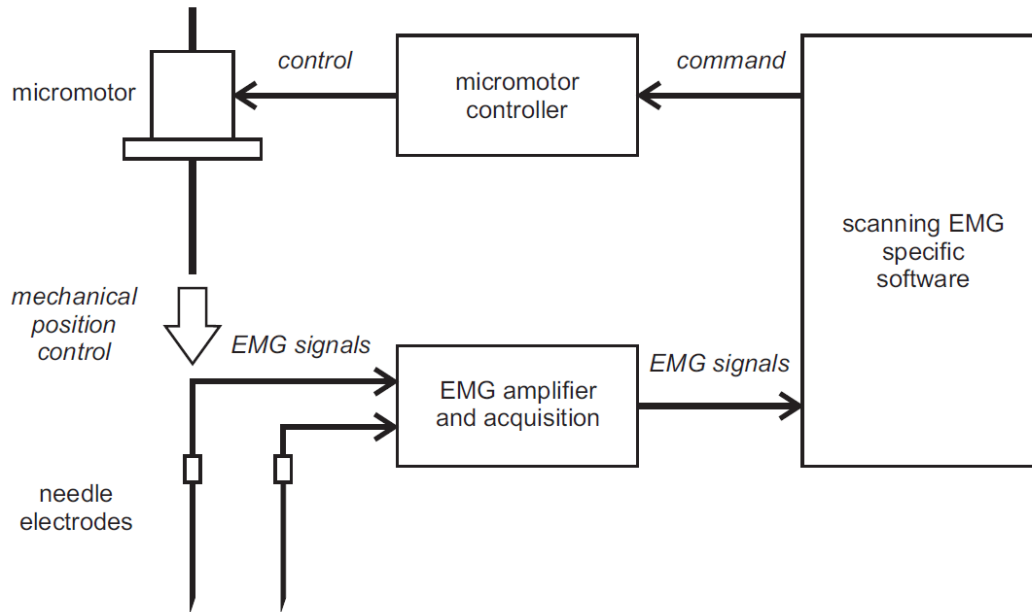 micromotor
control
micromotor
controller
command
scanning EMG
specific
software
mechanical
position
control
EMG signals
EMG amplifier
and acquisition
EMG signals
needle
electrodes